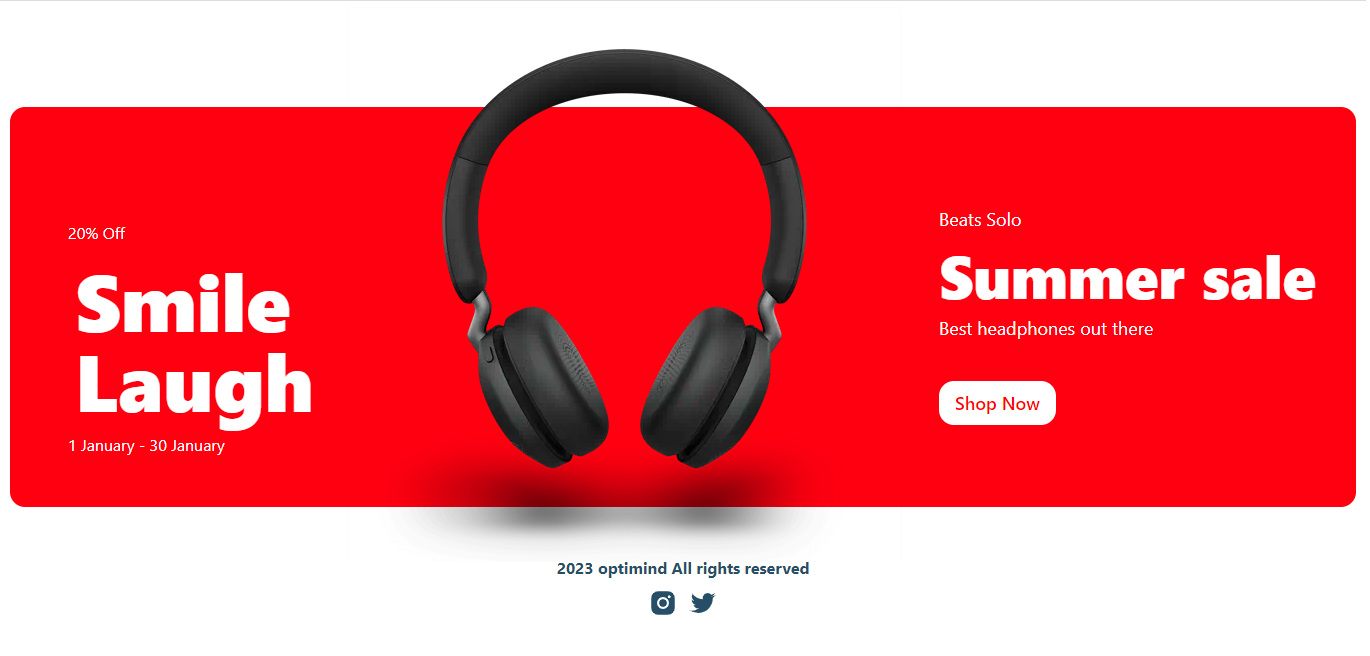 20% Off
Smile
Laugh
1 January - 30 January
Beats Solo
Summer sale
Best headphones out there
Shop Now
2023 optimind All rights reserved